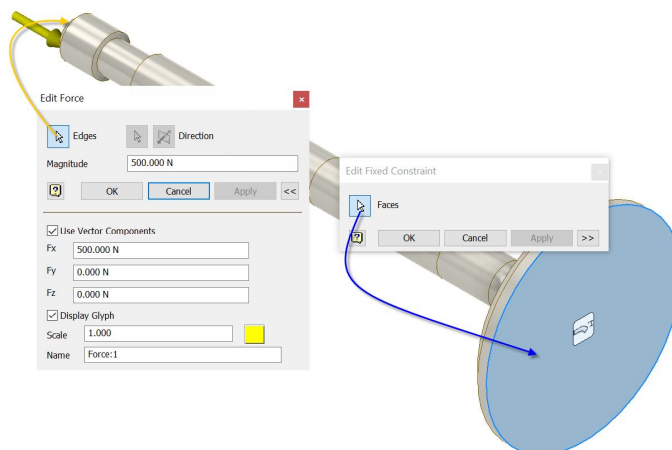 Edit Force
Edges
Direction
Magnitude 500.000 N
OK Cancel Apply <<
Use Vector Components
Fx 500.000 N
Fy 0.000 N
Fz 0.000 N
Display Glyph
Scale 1.000
Name Force:1
Edit Fixed Constraint
Faces
OK Cancel Apply >>